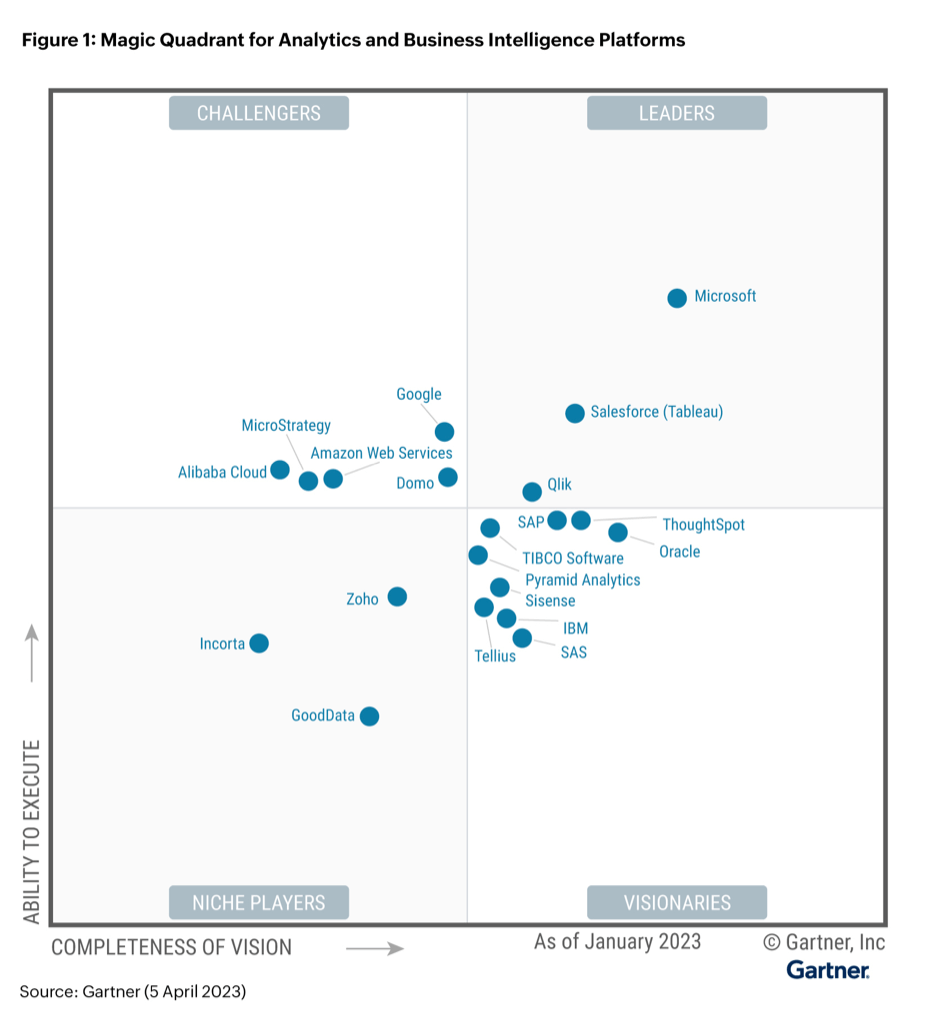 Figure 1: Magic Quadrant for Analytics and Business Intelligence Platforms
CHALLENGERS
LEADERS
Microsoft
Google
Salesforce (Tableau)
MicroStrategy
Amazon Web Services
Alibaba Cloud
Domo
Qlik
SAP
ThoughtSpot
Oracle
TIBCO Software
Pyramid Analytics
Sisense
Zoho
IBM
Incorta
SAS
Tellius
GoodData
NICHE PLAYERS
VISIONARIES
ABILITY TO EXECUTE
COMPLETENESS OF VISION
As of January 2023
© Gartner, Inc
Gartner.
Source: Gartner (5 April 2023)